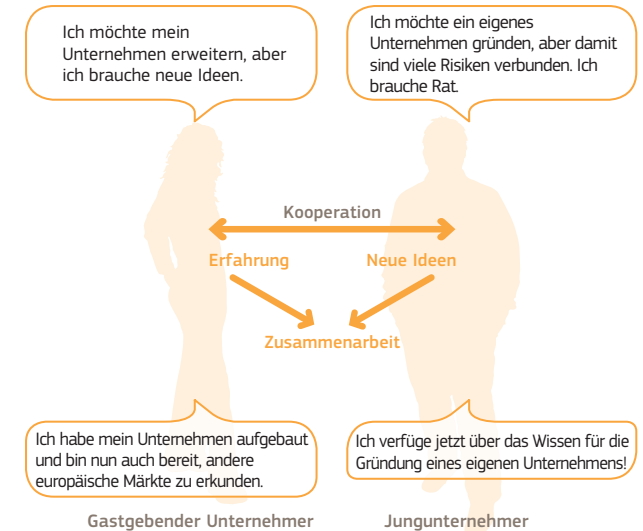 Ich möchte mein
Unternehmen erweitern, aber
ich brauche neue Ideen.
Ich möchte ein eigenes
Unternehmen gründen, aber damit
sind viele Risiken verbunden. Ich
brauche Rat.
Kooperation
Erfahrung
Neue Ideen
Zusammenarbeit
Ich habe mein Unternehmen aufgebaut
und bin nun auch bereit, andere
europäische Märkte zu erkunden.
Ich verfüge jetzt über das Wissen für die
Gründung eines eigenen Unternehmens!
Gastgebender Unternehmer
Jungunternehmer